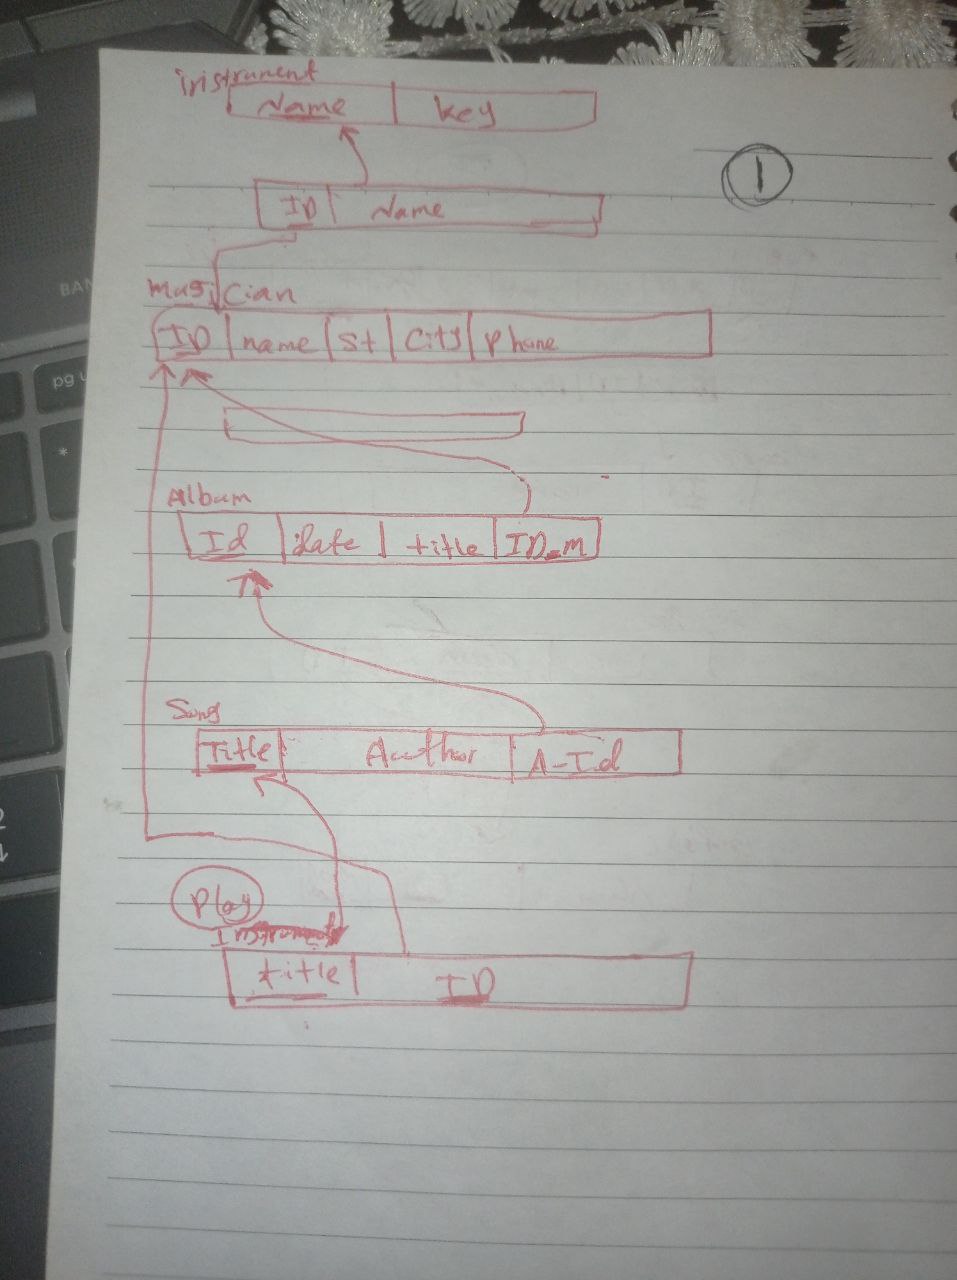 instrument
Name key
1
ID Name
Musician
ID name St City phone
Album
Id date title ID_m
Song
Title Author A-Id
Play
title ID
BAN
pg u
*